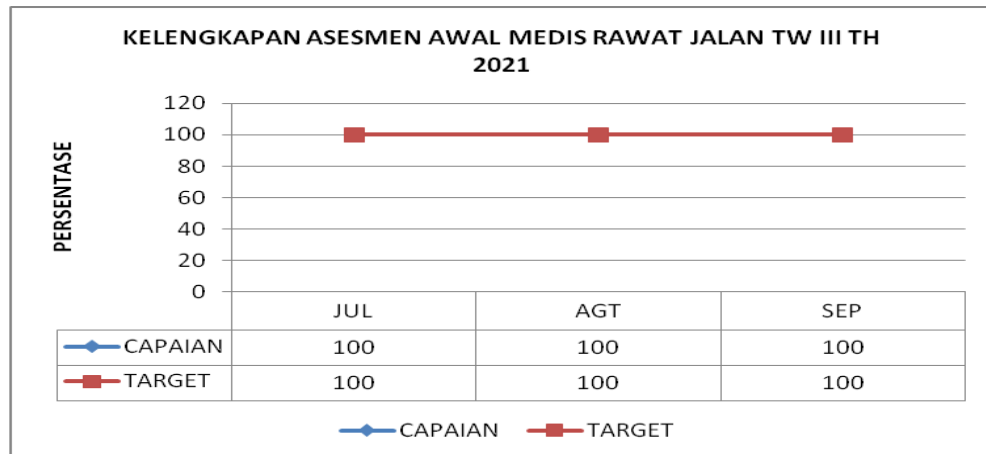 KELENGKAPAN ASESMEN AWAL MEDIS RAWAT JALAN TW III TH
2021
PERSENTASE
120
100
80
60
40
20
0
JUL AGT SEP
CAPAIAN 100 100 100
TARGET 100 100 100
CAPAIAN TARGET